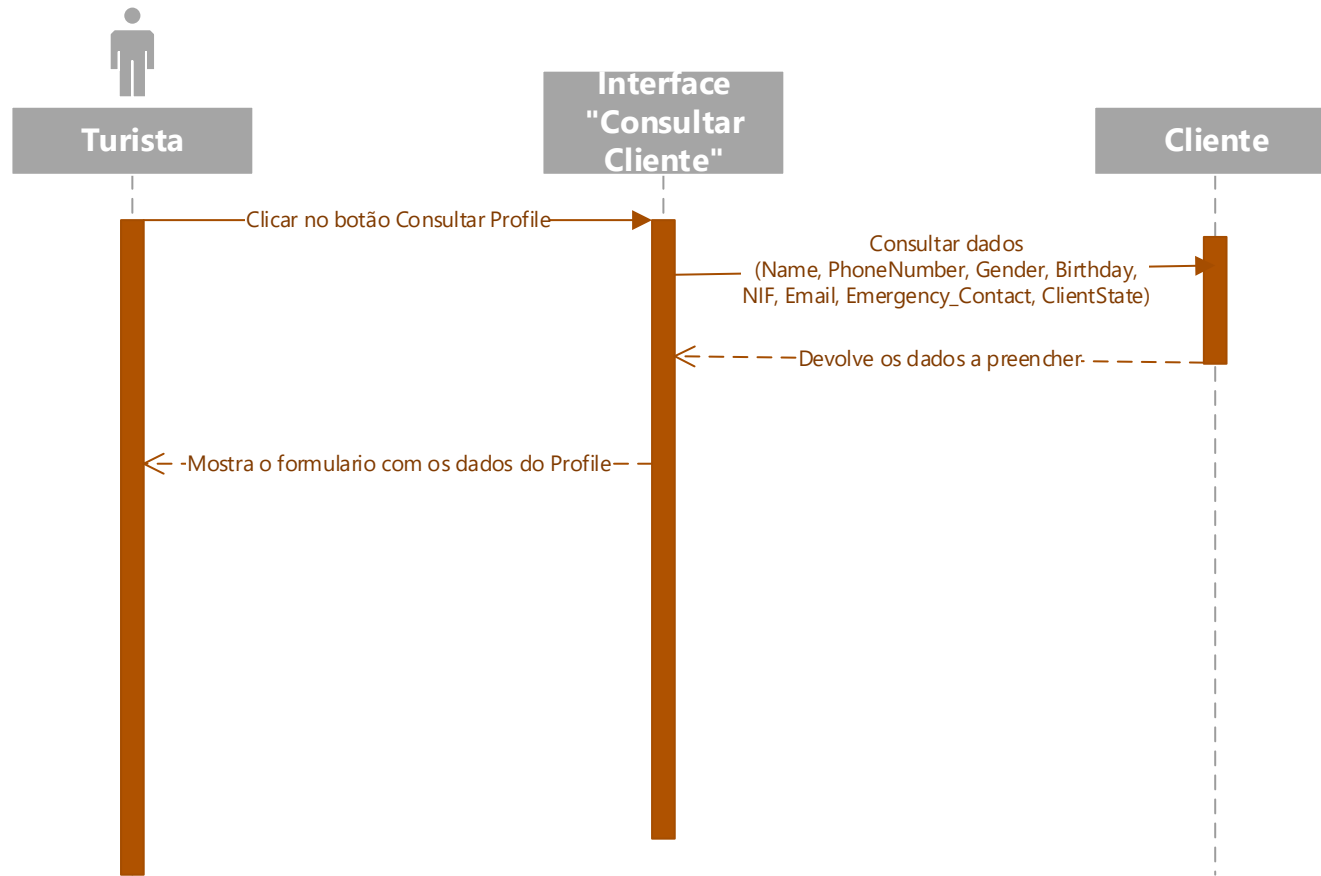 Turista
Interface
"Consultar
Cliente"
Cliente
Clicar no botão Consultar Profile
Consultar dados
(Name, PhoneNumber, Gender, Birthday,
NIF, Email, Emergency_Contact, ClientState)
Devolve os dados a preencher
Mostra o formulario com os dados do Profile